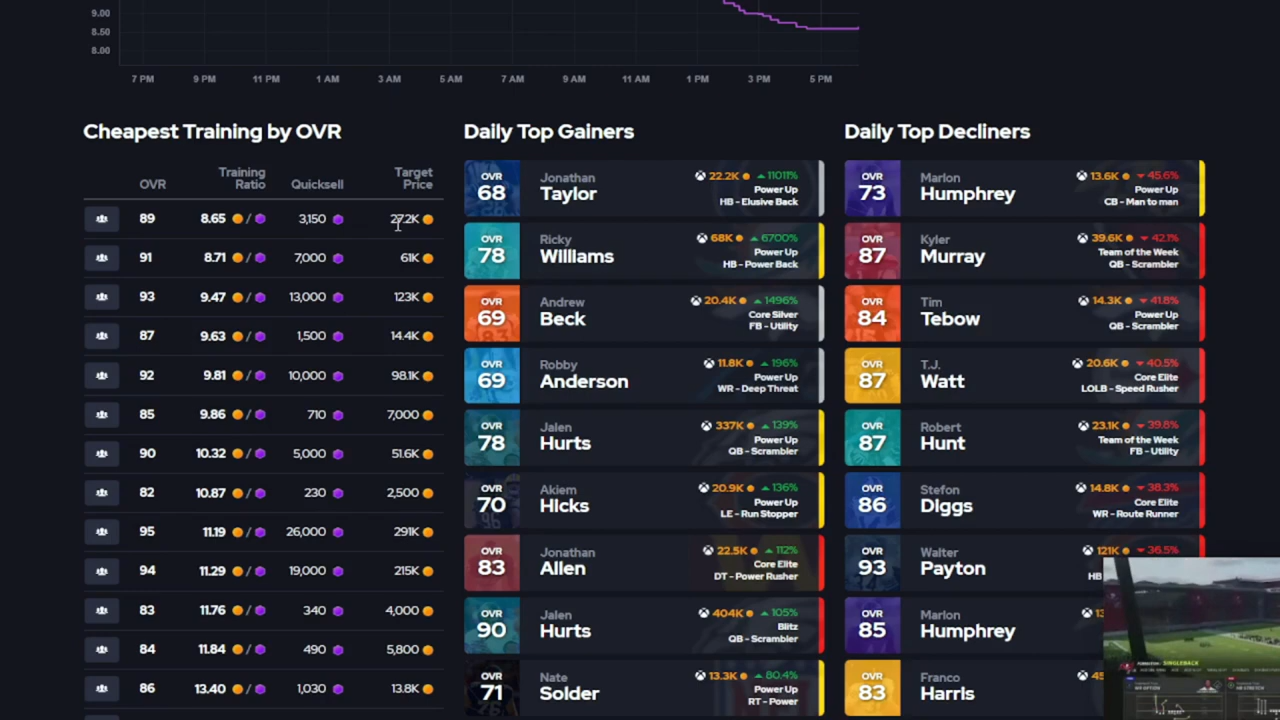 9.00
8.50
8.00
7 PM 9 PM 11 PM 1 AM 3 AM 5 AM 7 AM 9 AM 11 AM 1 PM 3 PM 5 PM
Cheapest Training by OVR
OVR Training Ratio Quicksell Target Price
89 8.65 / 3,150 27.2K
91 8.71 / 7,000 61K
93 9.47 / 13,000 123K
87 9.63 / 1,500 14.4K
92 9.81 / 10,000 98.1K
85 9.86 / 710 7,000
90 10.32 / 5,000 51.6K
82 10.87 / 230 2,500
95 11.19 / 26,000 291K
94 11.29 / 19,000 215K
83 11.76 / 340 4,000
84 11.84 / 490 5,800
86 13.40 / 1,030 13.8K
Daily Top Gainers
OVR 68 Jonathan Taylor 22.2K 11011% Power Up HB - Elusive Back
OVR 78 Ricky Williams 68K 6700% Power Up HB - Power Back
OVR 69 Andrew Beck 20.4K 1496% Core Silver FB - Utility
OVR 69 Robby Anderson 11.8K 196% Power Up WR - Deep Threat
OVR 78 Jalen Hurts 337K 139% Power Up QB - Scrambler
OVR 70 Akiem Hicks 20.9K 136% Power Up LE - Run Stopper
OVR 83 Jonathan Allen 22.5K 112% Core Elite DT - Power Rusher
OVR 90 Jalen Hurts 404K 105% Blitz QB - Scrambler
OVR 71 Nate Solder 13.3K 80.4% Power Up RT - Power
Daily Top Decliners
OVR 73 Marlon Humphrey 13.6K 45.6% Power Up CB - Man to man
OVR 87 Kyler Murray 39.6K 42.1% Team of the Week QB - Scrambler
OVR 84 Tim Tebow 14.3K 41.8% Power Up QB - Scrambler
OVR 87 T.J. Watt 20.6K 40.5% Core Elite LOLB - Speed Rusher
OVR 87 Robert Hunt 23.1K 39.8% Team of the Week FB - Utility
OVR 86 Stefon Diggs 14.8K 38.3% Core Elite WR - Route Runner
OVR 93 Walter Payton 121K 36.5% HB
OVR 85 Marlon Humphrey 13
OVR 83 Franco Harris 45
SINGLEBACK